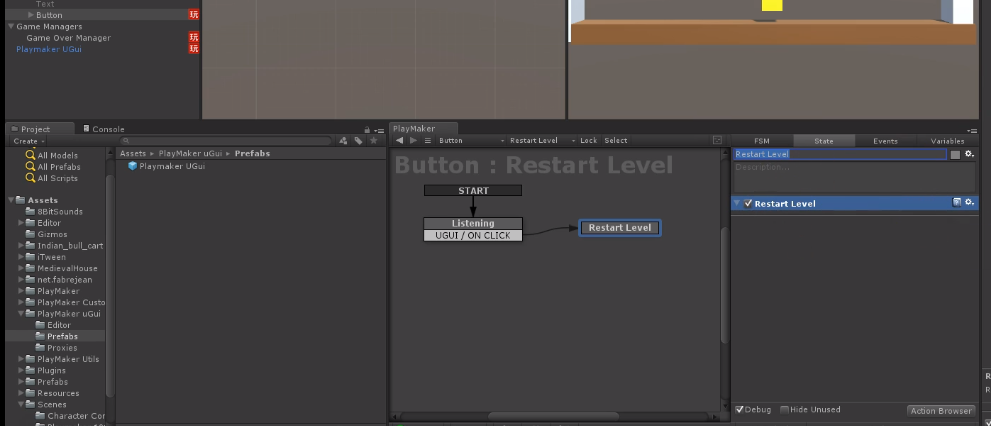 Text
Button
Game Managers
Game Over Manager
Playmaker UGui
Project
Console
Create
All Models
All Prefabs
All Scripts
Assets
8BitSounds
Editor
Gizmos
Indian_bull_cart
iTween
MedievalHouse
net.fabrejean
PlayMaker
PlayMaker Custo
PlayMaker uGui
Editor
Prefabs
Proxies
PlayMaker Utils
Plugins
Prefabs
Resources
Scenes
Character Cor
Assets ▸ PlayMaker uGui ▸ Prefabs
Playmaker UGui
PlayMaker
Button
Restart Level
Lock
Select
Button : Restart Level
START
Listening
UGUI / ON CLICK
Restart Level
FSM
State
Events
Variables
Restart Level
Description...
Restart Level
Debug
Hide Unused
Action Browser